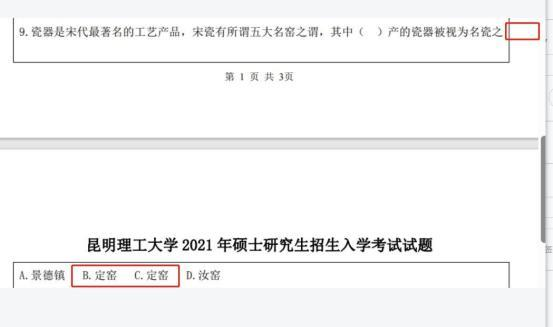 9.瓷器是宋代最著名的工艺产品，宋瓷有所谓五大名窑之谓，其中（ ）产的瓷器被视为名瓷之
第 1 页 共 3页
昆明理工大学 2021 年硕士研究生招生入学考试试题
A.景德镇 B.定窑 C.定窑 D.汝窑